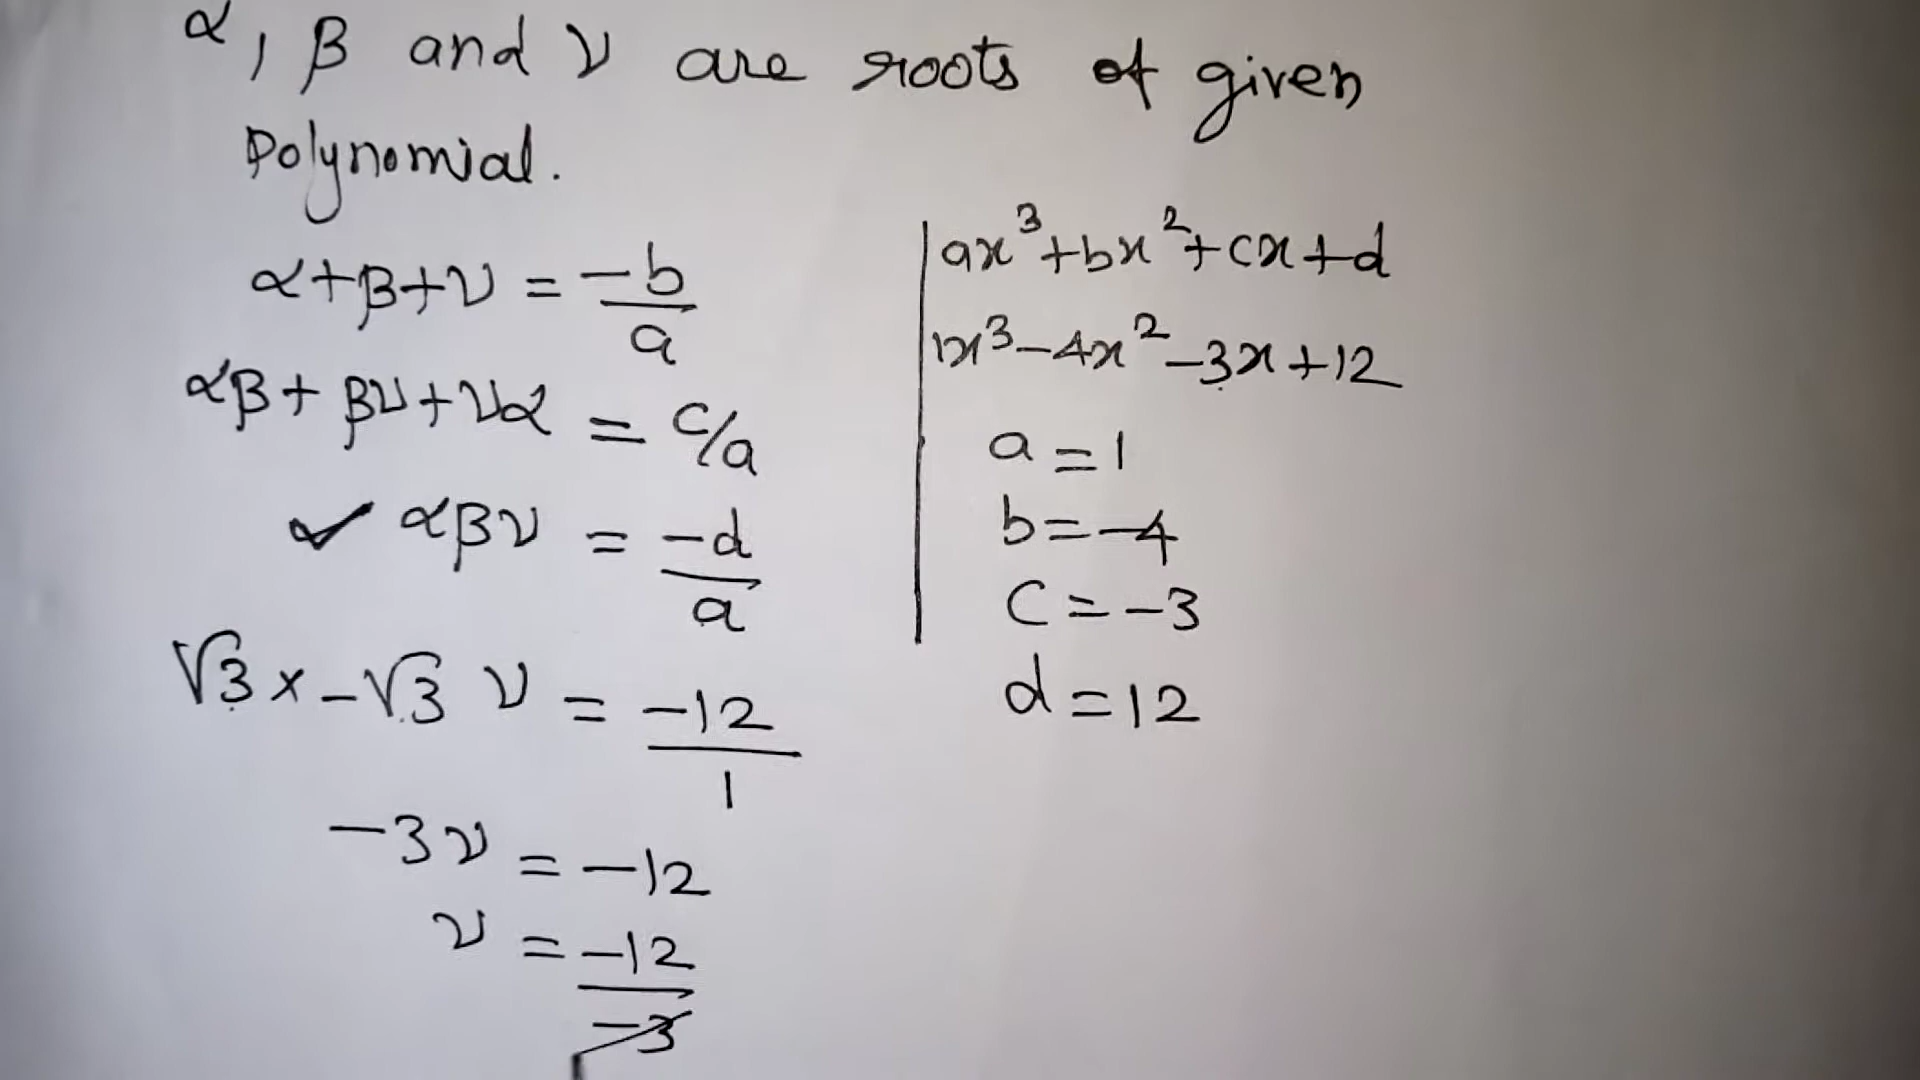 α, β and ν are roots of given
Polynomial.
α+β+ν = -b/a
αβ + βν + να = c/a
✓ αβν = -d/a
√3 x -√3 ν = -12/1
-3ν = -12
ν = -12/-3
ax³+bx²+cx+d
1x³-4x²-3x+12
a = 1
b = -4
c = -3
d = 12